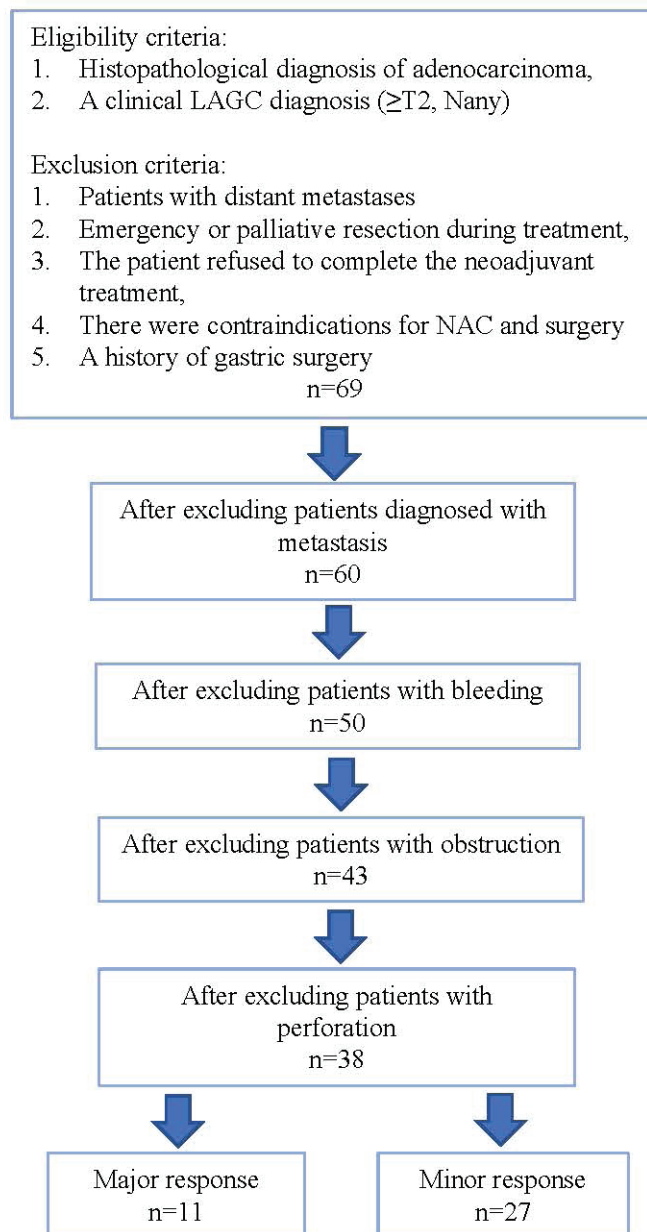 Eligibility criteria:
1. Histopathological diagnosis of adenocarcinoma,
2. A clinical LAGC diagnosis (≥T2, Nany)
Exclusion criteria:
1. Patients with distant metastases
2. Emergency or palliative resection during treatment,
3. The patient refused to complete the neoadjuvant
treatment,
4. There were contraindications for NAC and surgery
5. A history of gastric surgery
n=69
After excluding patients diagnosed with
metastasis
n=60
After excluding patients with bleeding
n=50
After excluding patients with obstruction
n=43
After excluding patients with
perforation
n=38
Major response
n=11
Minor response
n=27